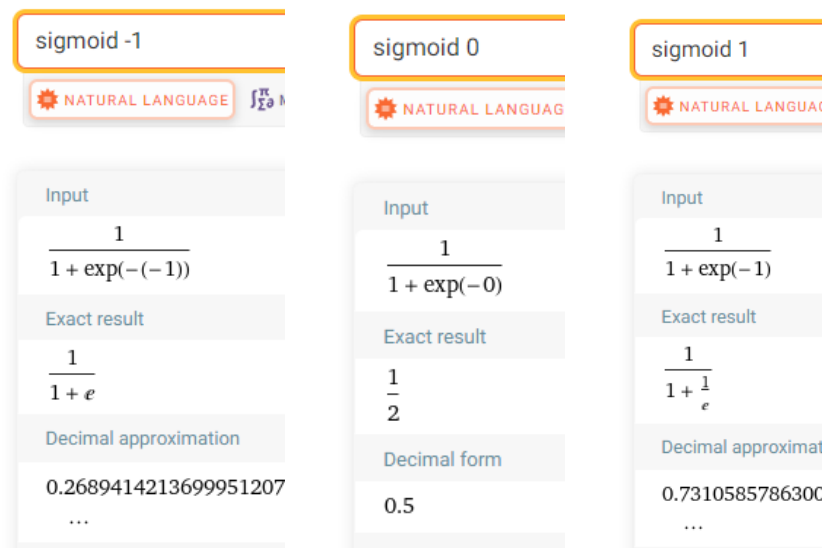 sigmoid -1
NATURAL LANGUAGE ∫π Σ∂
Input
1
1 + exp(−(−1))
Exact result
1
1 + e
Decimal approximation
0.2689414213699951207
…
sigmoid 0
NATURAL LANGUAG
Input
1
1 + exp(−0)
Exact result
1
2
Decimal form
0.5
sigmoid 1
NATURAL LANGUAG
Input
1
1 + exp(−1)
Exact result
1
1 + 1/e
Decimal approximat
0.7310585786300
…